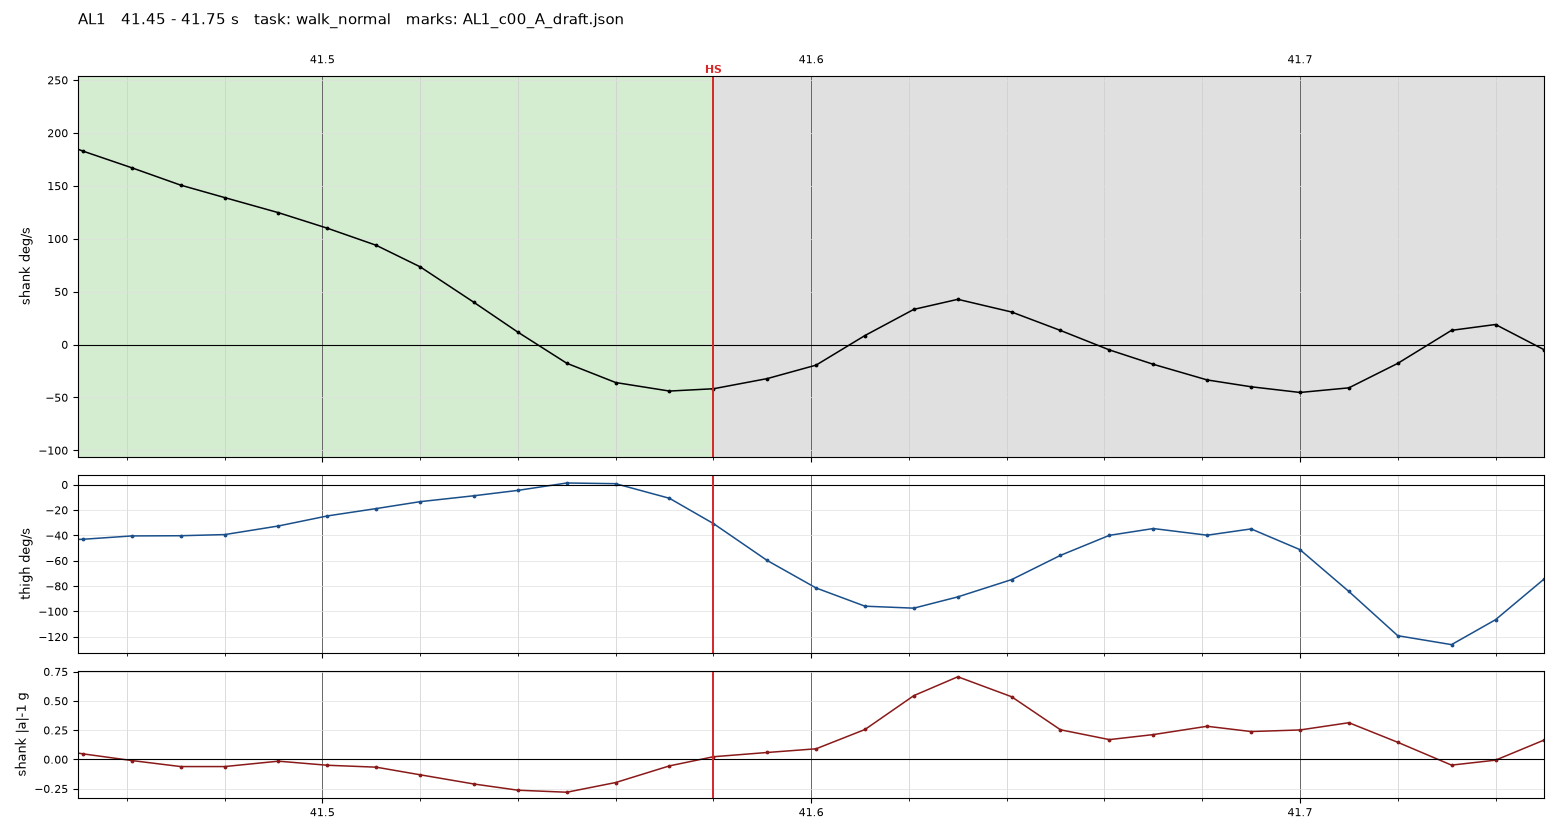 AL1   41.45 - 41.75 s   task: walk_normal   marks: AL1_c00_A_draft.json
41.5 41.6 41.7
HS
250
200
150
100
50
0
−50
−100
shank deg/s
0
−20
−40
−60
−80
−100
−120
thigh deg/s
0.75
0.50
0.25
0.00
−0.25
shank |a|-1 g
41.5 41.6 41.7